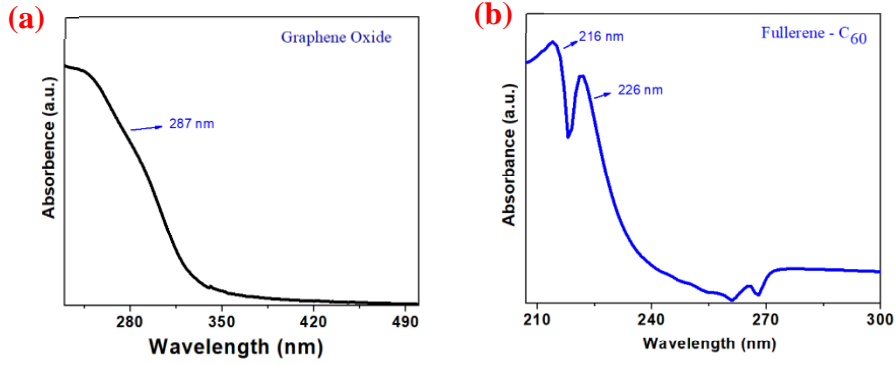 (a)
Graphene Oxide
287 nm
Absorbence (a.u.)
280 350 420 490
Wavelength (nm)
(b)
Fullerene - C60
216 nm
226 nm
Absorbance (a.u.)
210 240 270 300
Wavelength (nm)